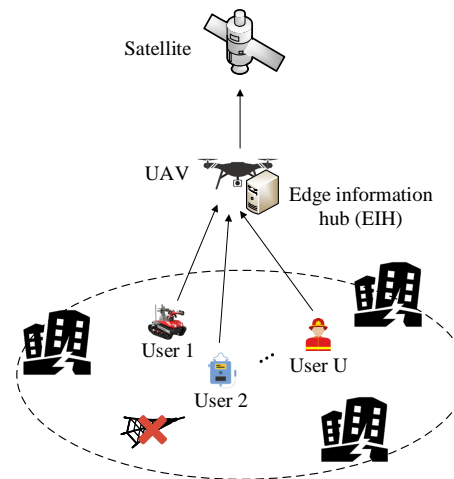 Satellite
UAV
Edge information
hub (EIH)
User 1
User 2
...
User U